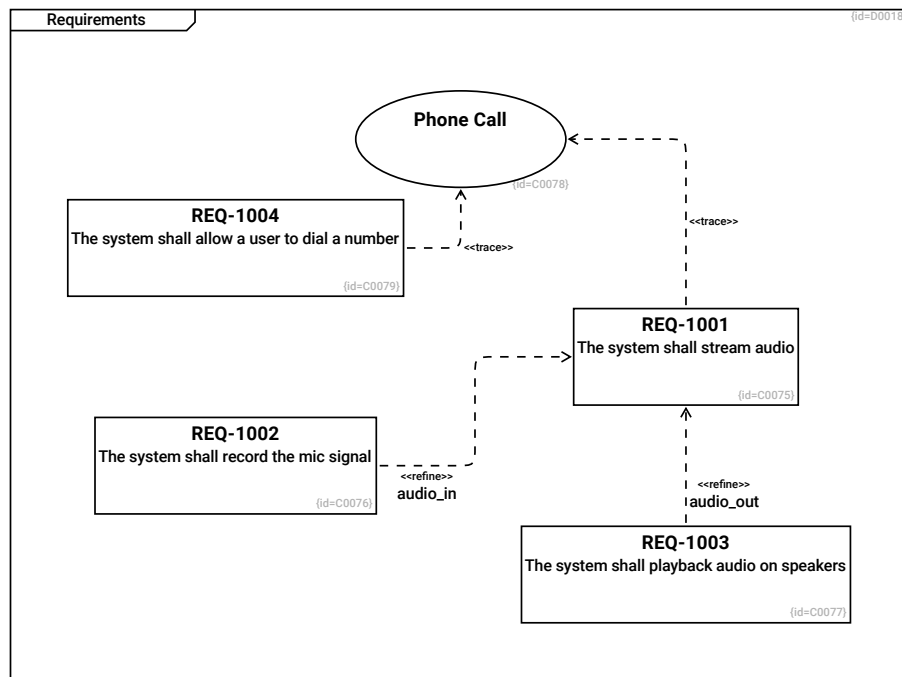 Requirements
{id=D0018
Phone Call
{id=C0078}
REQ-1004
The system shall allow a user to dial a number
{id=C0079}
<<trace>>
<<trace>>
REQ-1001
The system shall stream audio
{id=C0075}
REQ-1002
The system shall record the mic signal
{id=C0076}
<<refine>>
audio_in
<<refine>>
audio_out
REQ-1003
The system shall playback audio on speakers
{id=C0077}